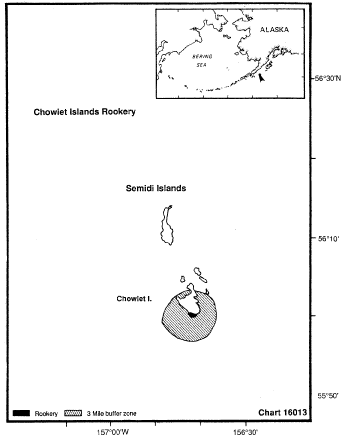 ALASKA
BERING
SEA
56°30'N
Chowiet Islands Rookery
Semidi Islands
56°10'
Chowiet I.
55°50'
Rookery 3 Mile buffer zone Chart 16013
157°00'W 156°30'